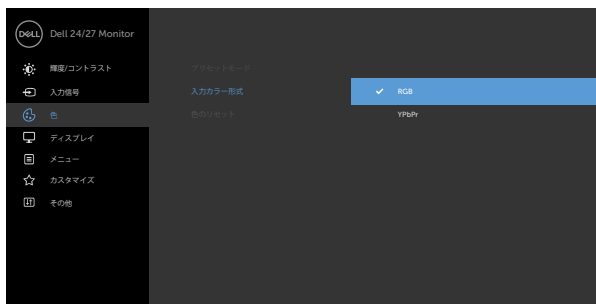 DELL Dell 24/27 Monitor
輝度/コントラスト プリセットモード
入力信号 入力カラー形式 RGB
色 色のリセット YPbPr
ディスプレイ
メニュー
カスタマイズ
その他